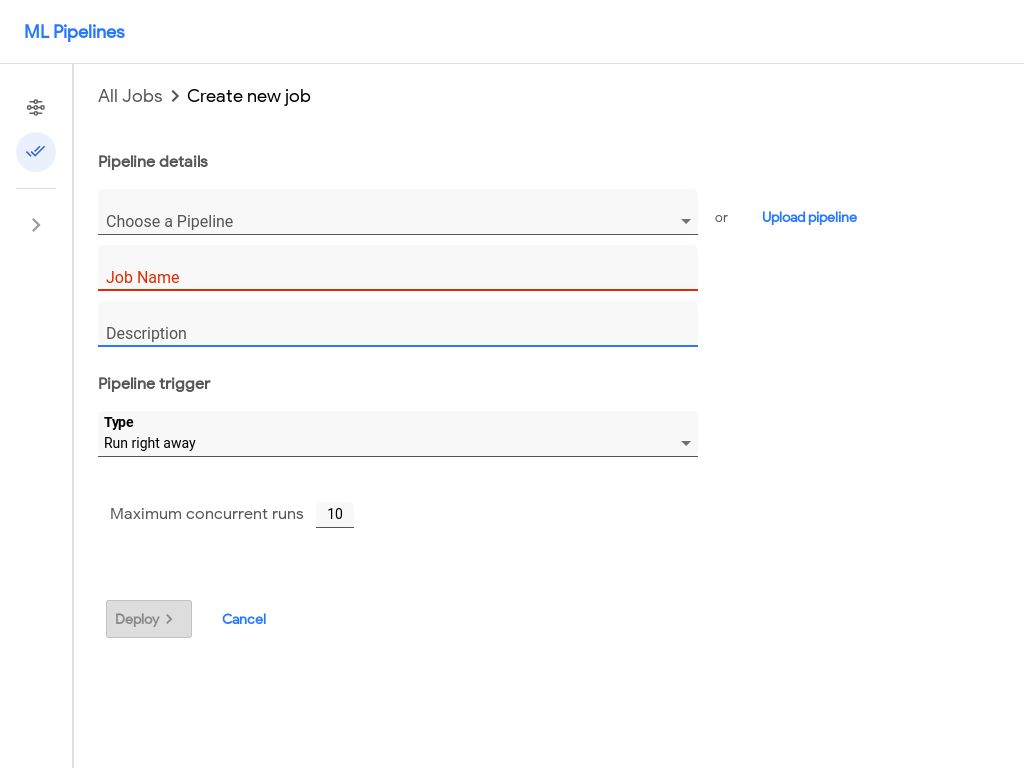 ML Pipelines
All Jobs > Create new job
Pipeline details
Choose a Pipeline
or Upload pipeline
Job Name
Description
Pipeline trigger
Type
Run right away
Maximum concurrent runs 10
Deploy
Cancel